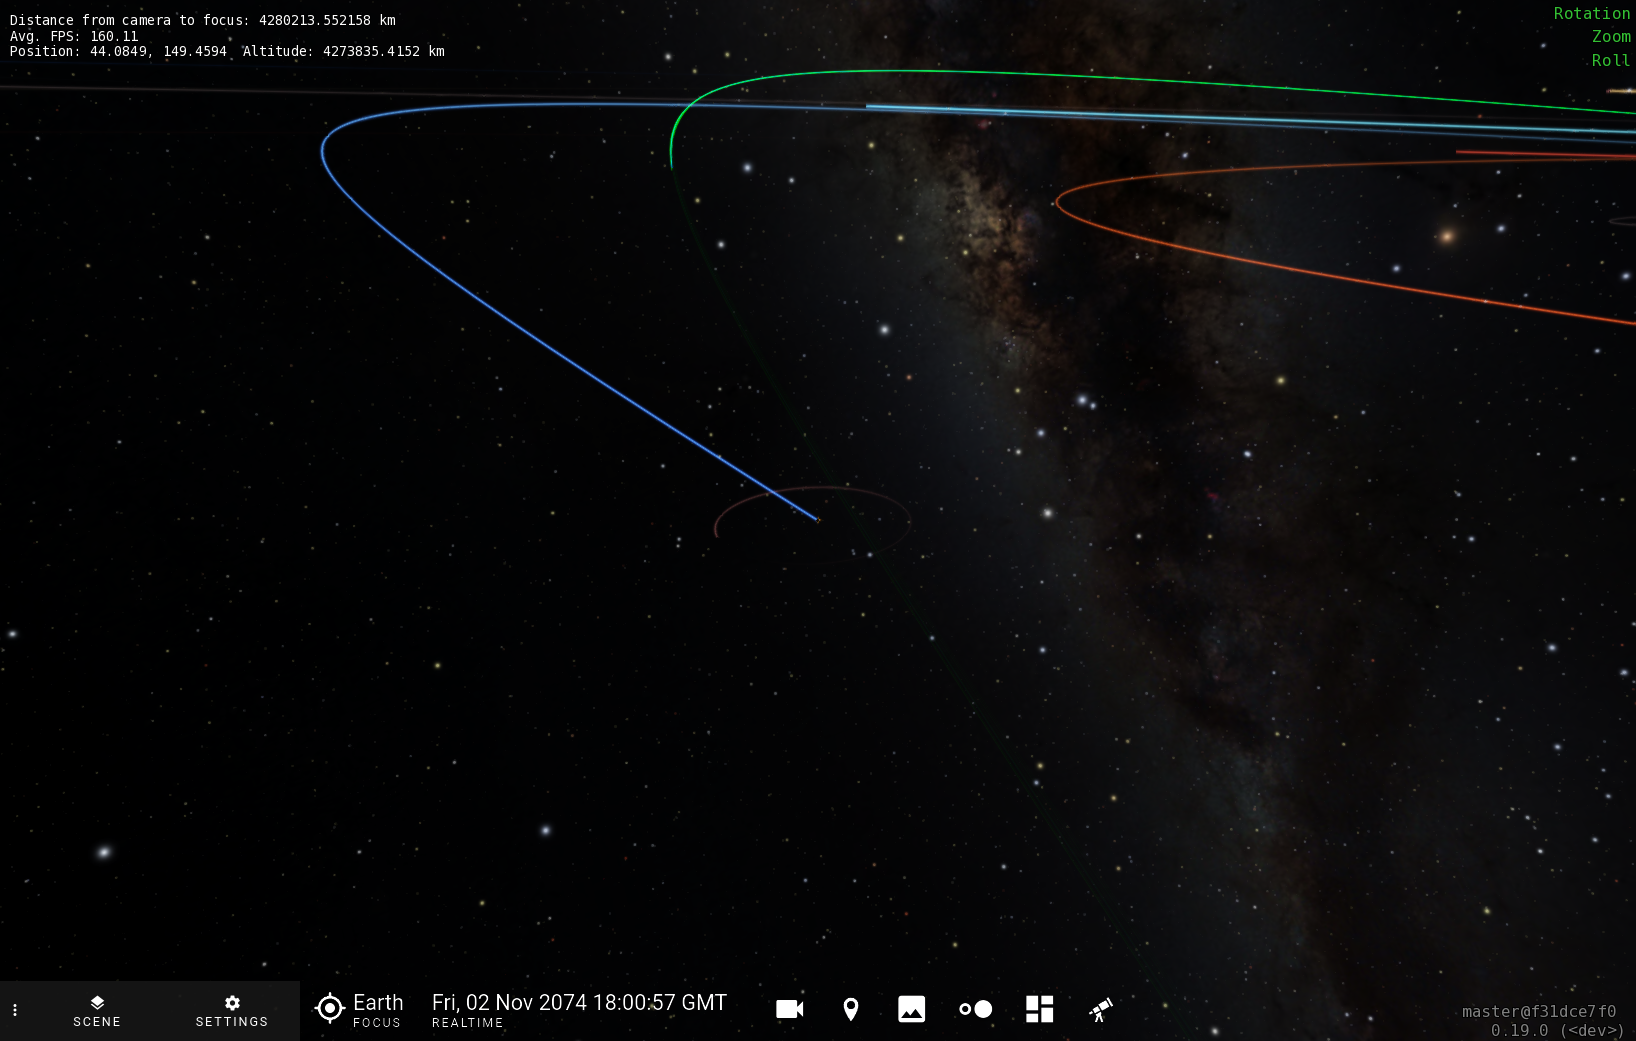 Distance from camera to focus: 4280213.552158 km
Avg. FPS: 160.11
Position: 44.0849, 149.4594  Altitude: 4273835.4152 km
Rotation
Zoom
Roll
SCENE
SETTINGS
Earth
FOCUS
Fri, 02 Nov 2074 18:00:57 GMT
REALTIME
master@f31dce7f0
0.19.0 (<dev>)